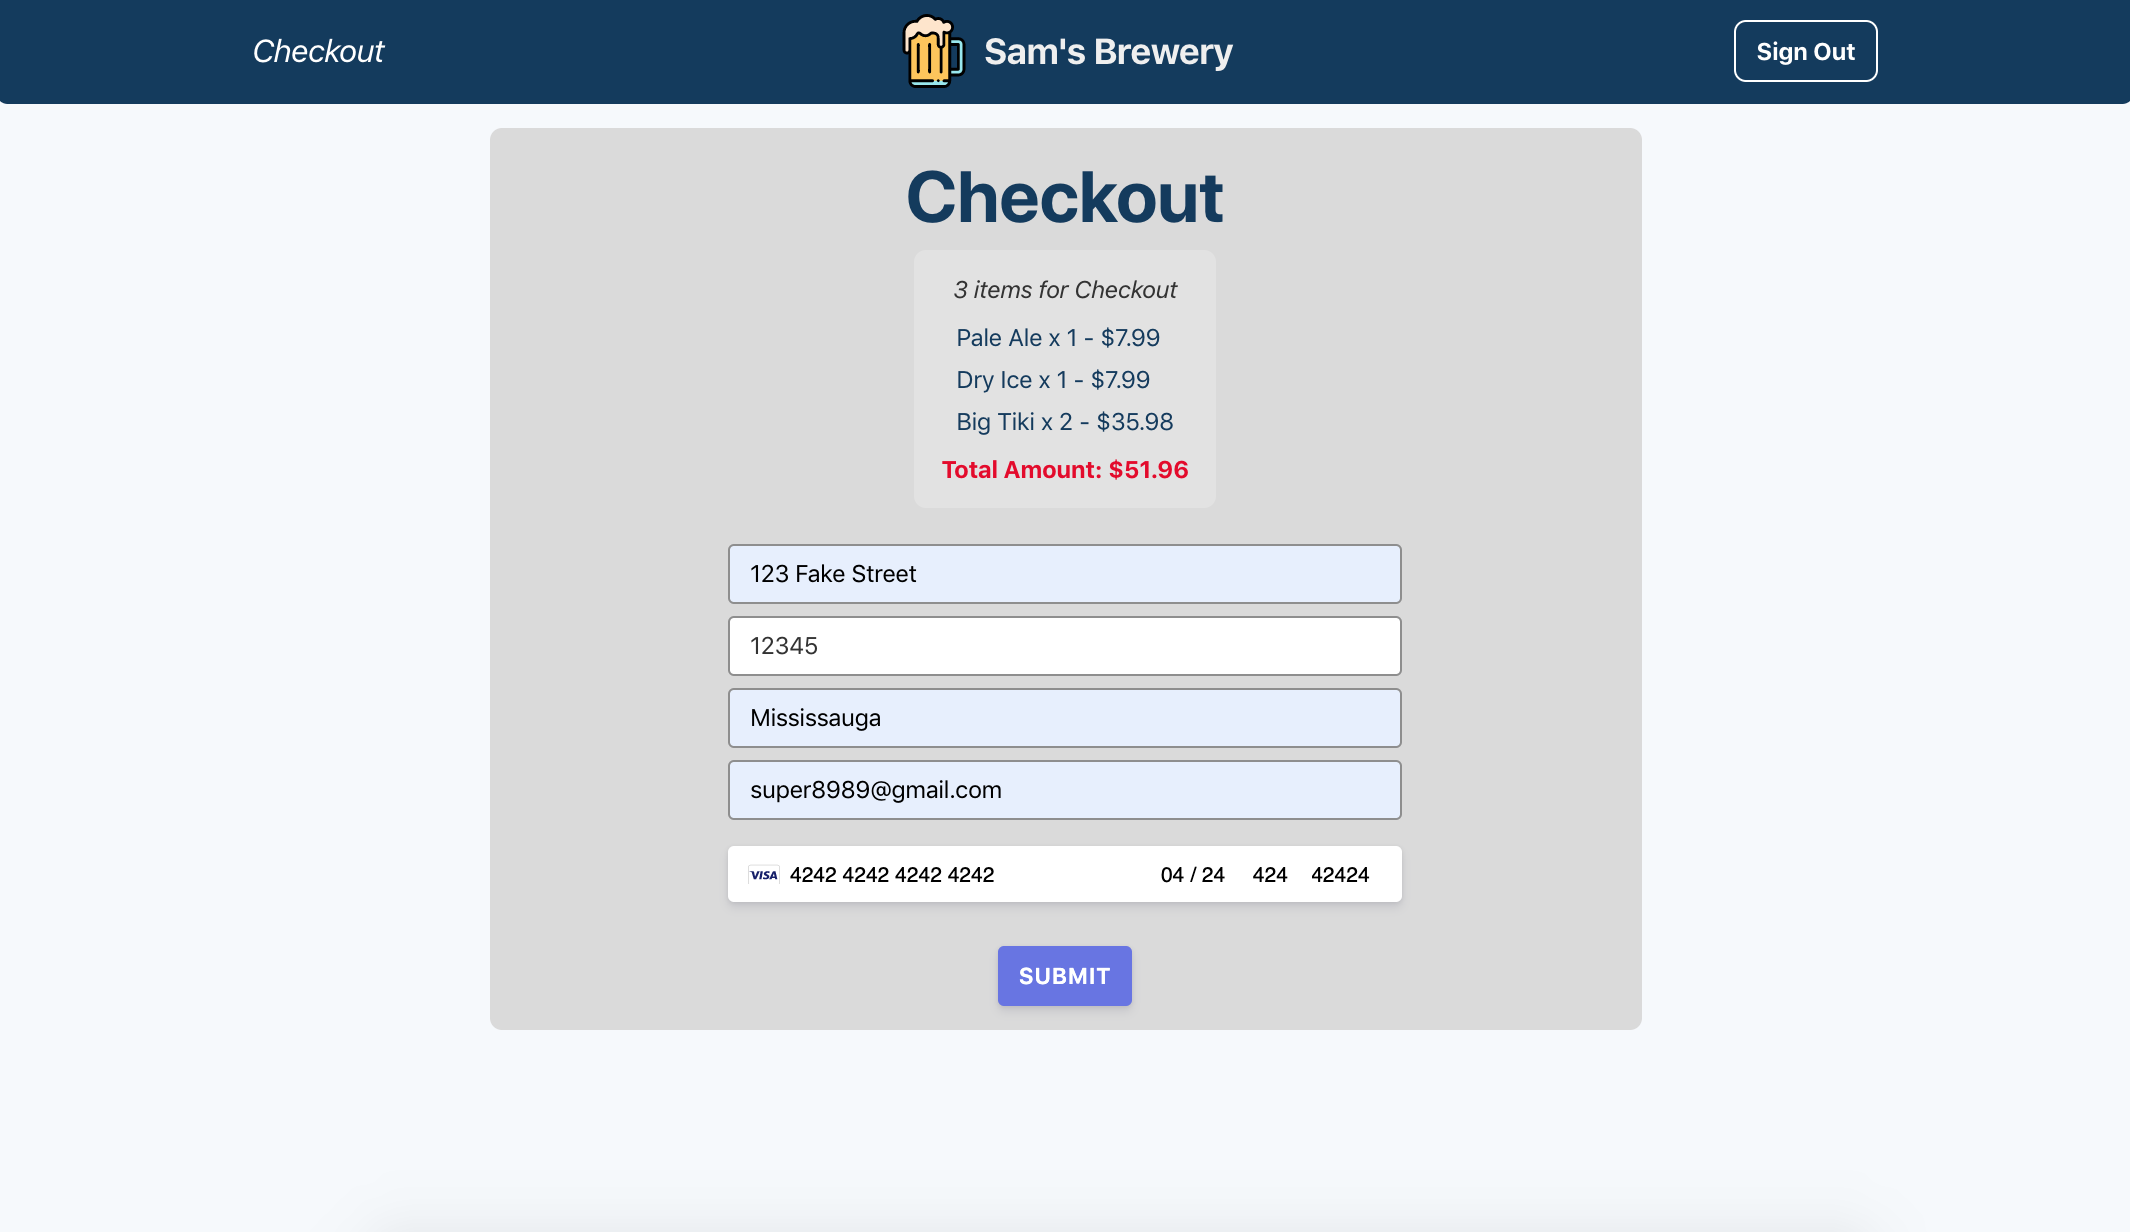 Checkout
Sam's Brewery
Sign Out
Checkout
3 items for Checkout
Pale Ale x 1 - $7.99
Dry Ice x 1 - $7.99
Big Tiki x 2 - $35.98
Total Amount: $51.96
123 Fake Street
12345
Mississauga
super8989@gmail.com
VISA 4242 4242 4242 4242 04 / 24 424 42424
SUBMIT